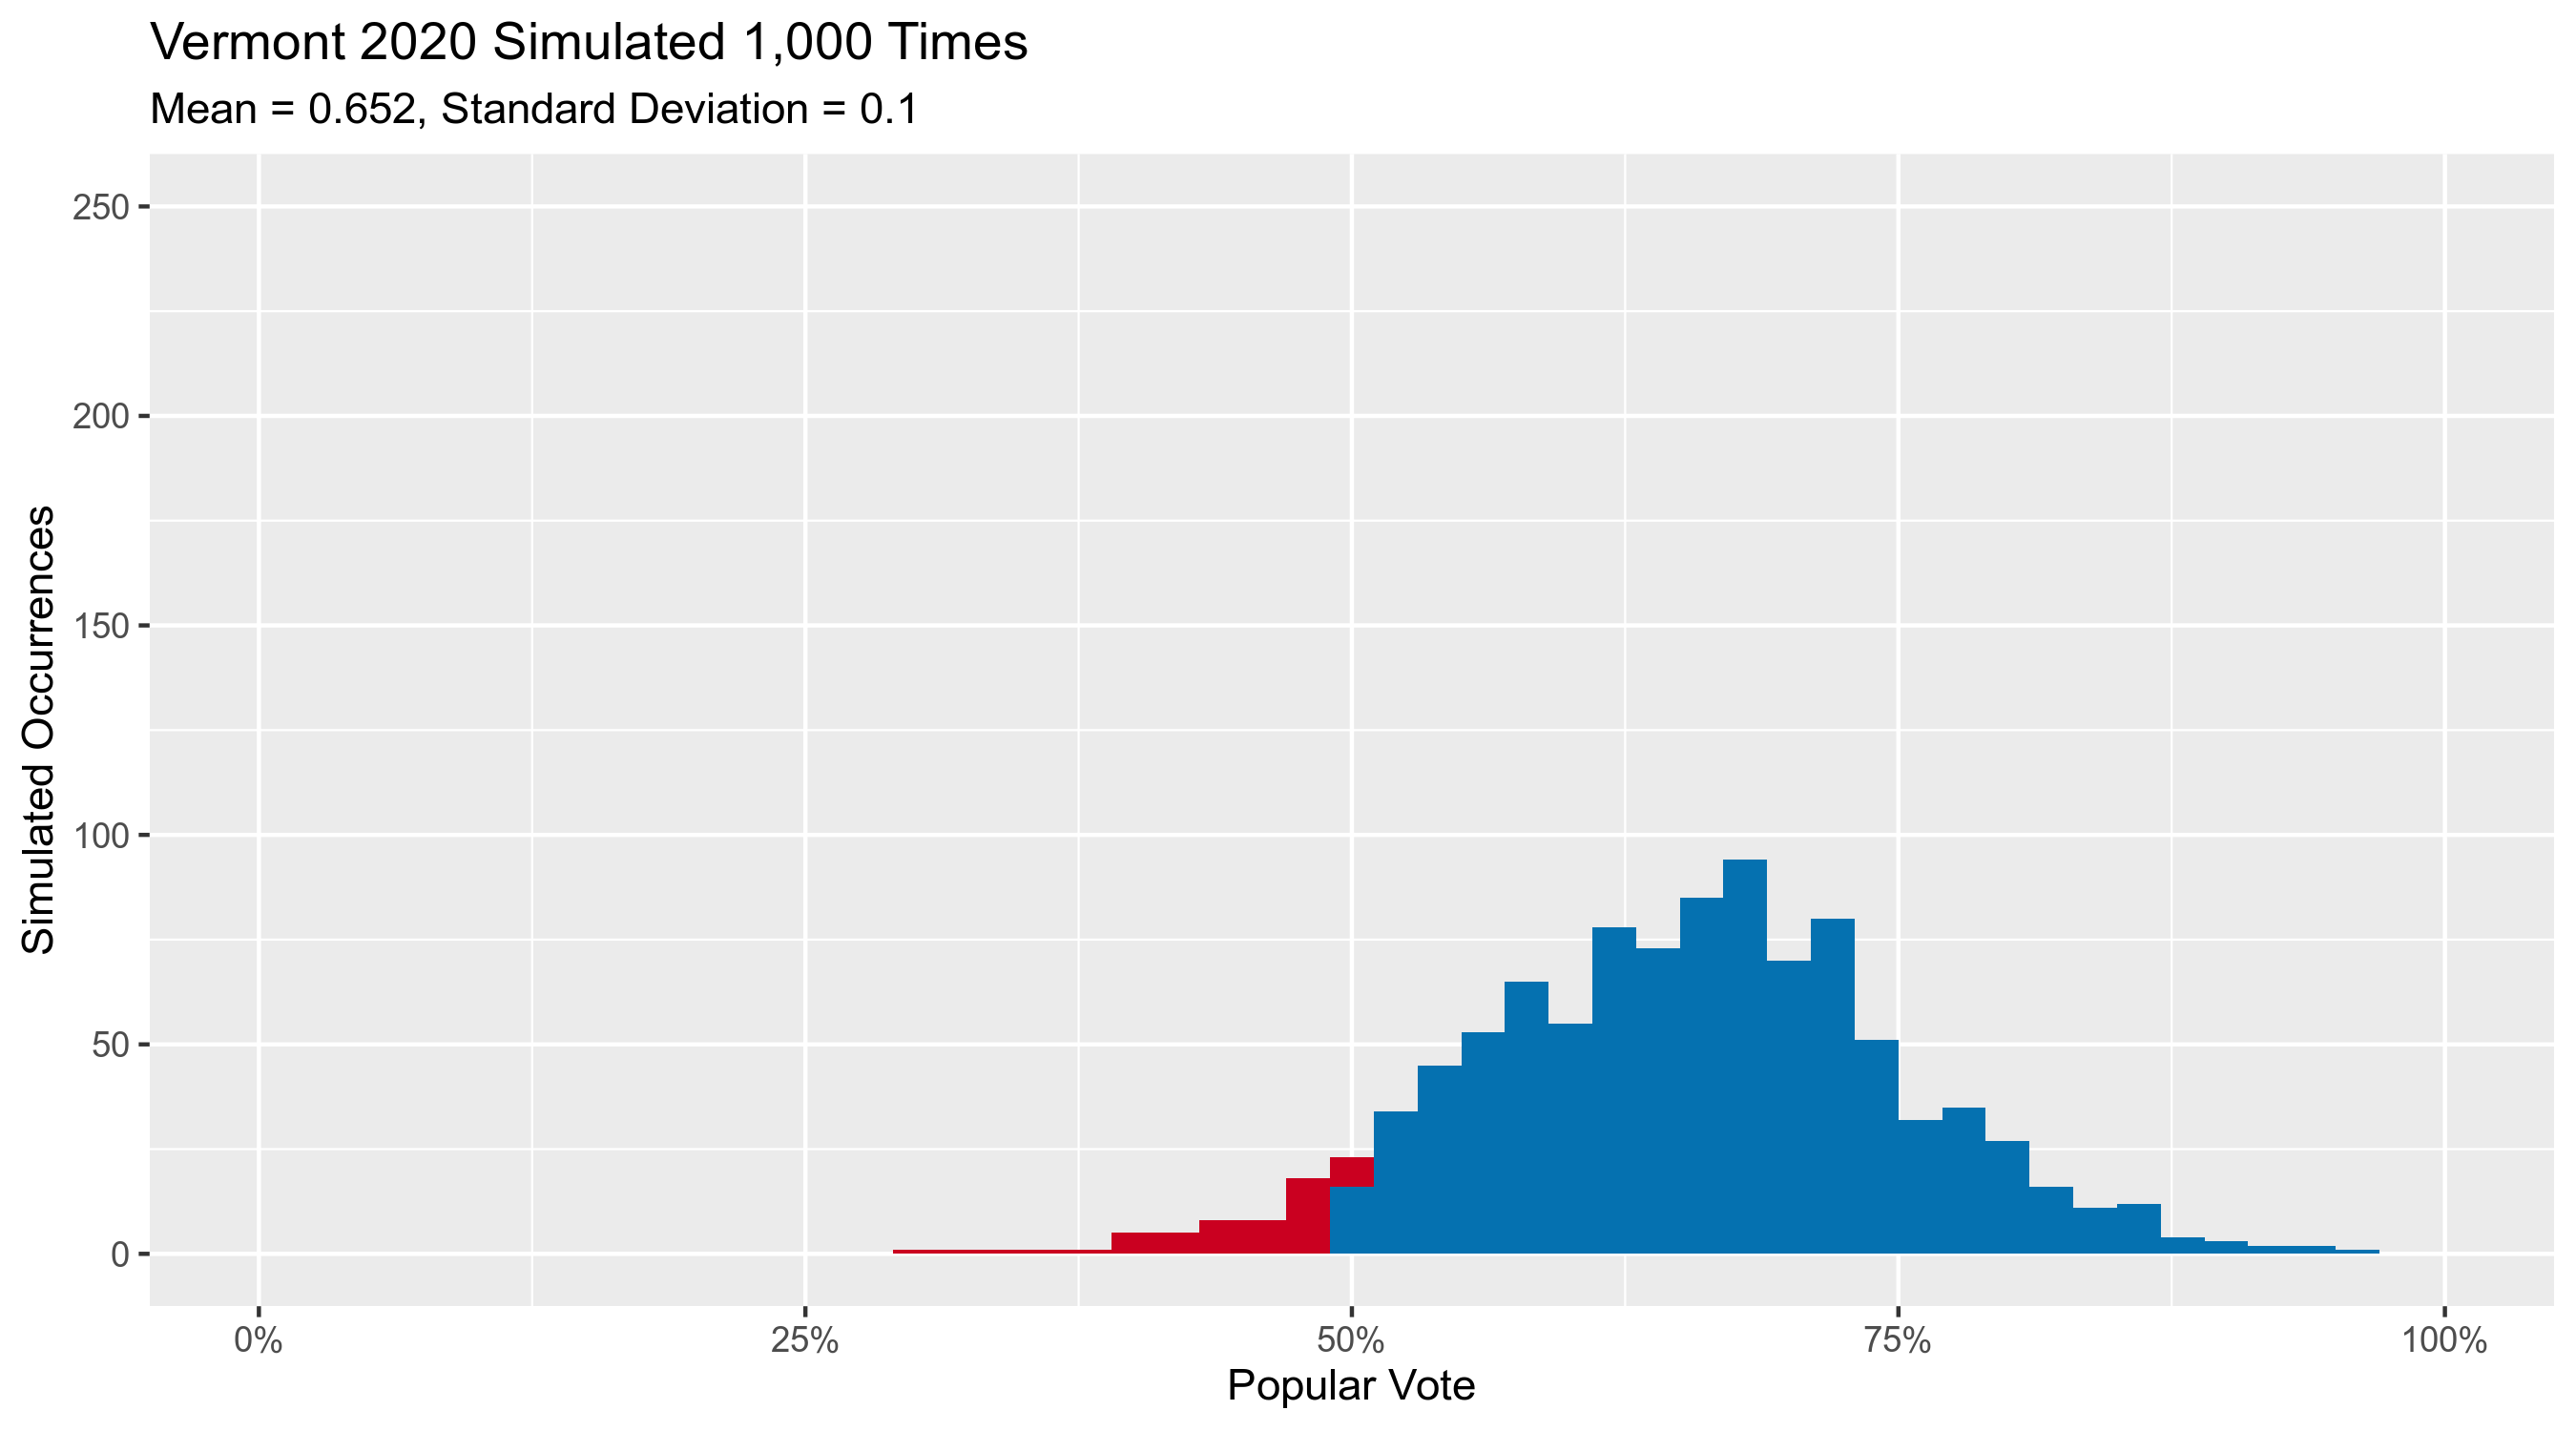 Vermont 2020 Simulated 1,000 Times
Mean = 0.652, Standard Deviation = 0.1
Simulated Occurrences
250
200
150
100
50
0
0% 25% 50% 75% 100%
Popular Vote